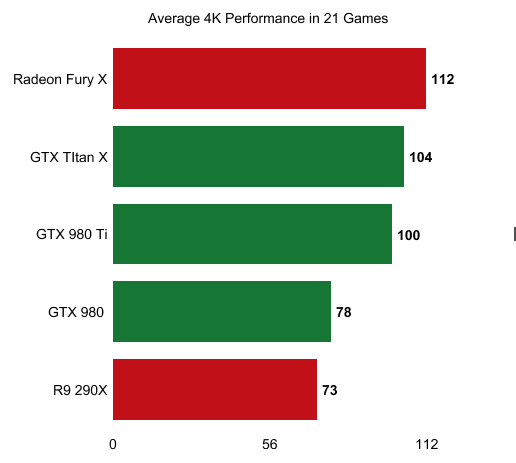 Average 4K Performance in 21 Games
Radeon Fury X 112
GTX TItan X 104
GTX 980 Ti 100
GTX 980 78
R9 290X 73
0 56 112